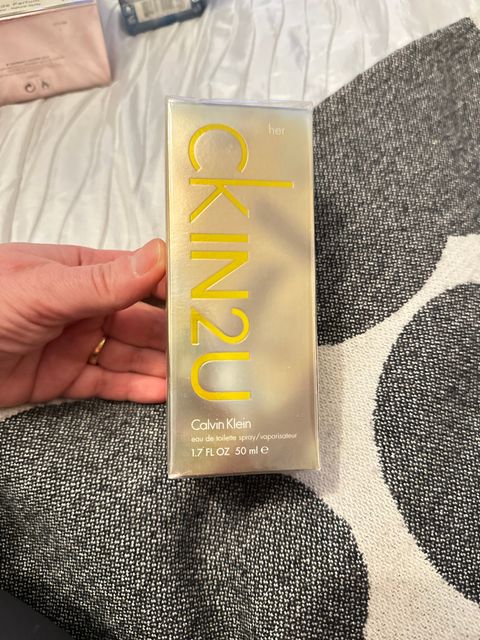 her
ckIN2U
Calvin Klein
eau de toilette spray/vaporisateur
1.7 FL OZ 50 ml e